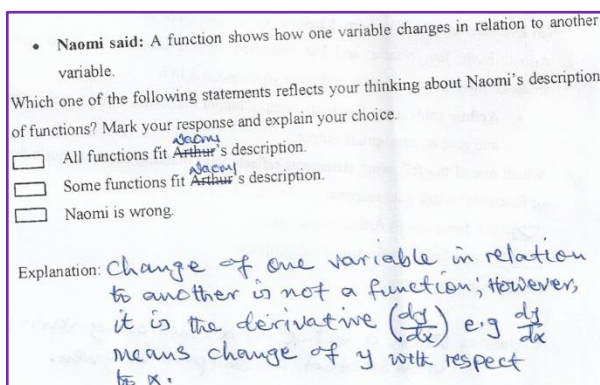 • Naomi said: A function shows how one variable changes in relation to another
variable.
Which one of the following statements reflects your thinking about Naomi's description
of functions? Mark your response and explain your choice.
Naomi
All functions fit Arthur's description.
Naomi
Some functions fit Arthur's description.
Naomi is wrong.
Explanation: Change of one variable in relation
to another is not a function; However,
it is the derivative (dy/dx) e.g dy/dx
means change of y with respect
to x.